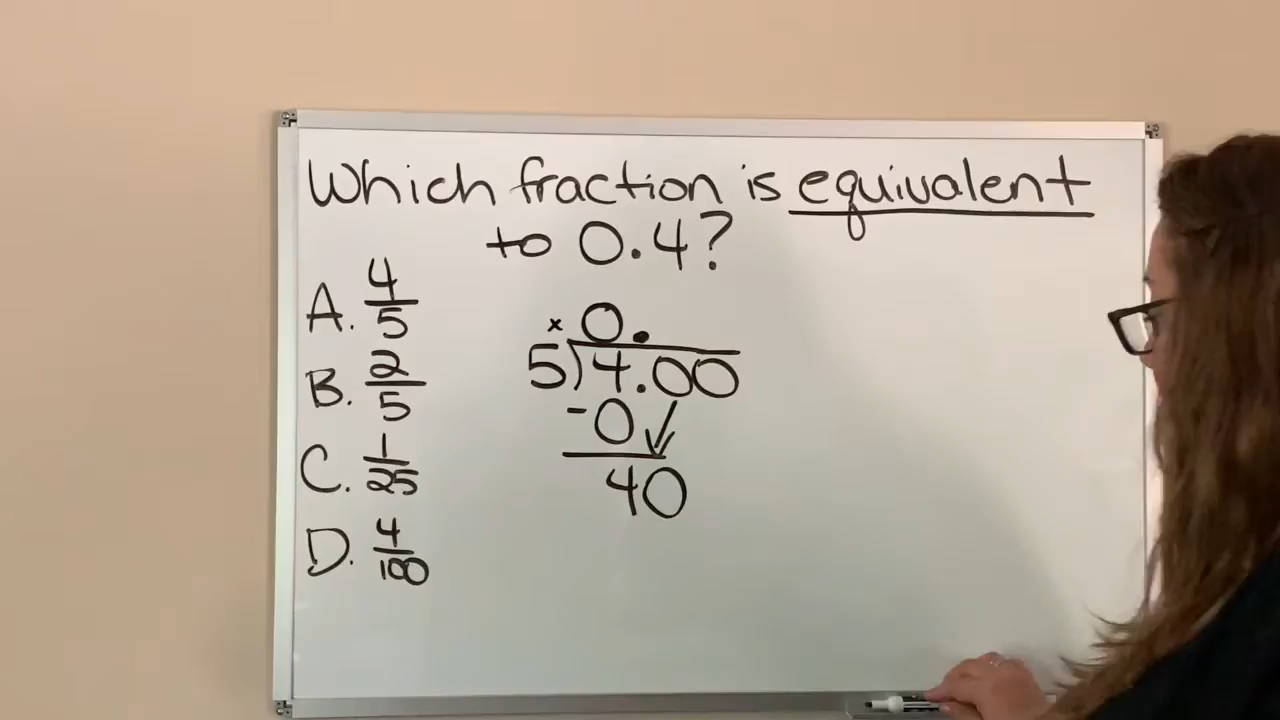 Which fraction is equivalent
to 0.4?
A. 4/5
B. 2/5
C. 1/25
D. 4/100
× 0.
5)4.00
-0
40